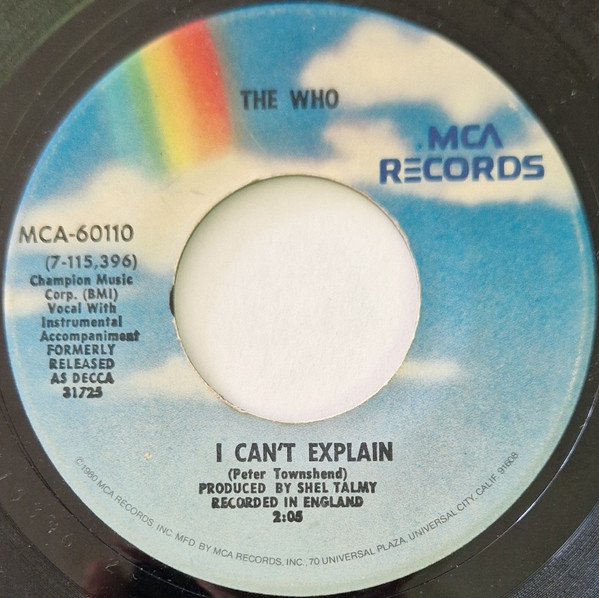 THE WHO
MCA
RECORDS
MCA-60110
(7-115,396)
Champion Music
Corp. (BMI)
Vocal With
Instrumental
Accompaniment
FORMERLY
RELEASED
AS DECCA
31725
I CAN'T EXPLAIN
(Peter Townshend)
PRODUCED BY SHEL TALMY
RECORDED IN ENGLAND
2:05
©1980 MCA RECORDS, INC. MFD. BY MCA RECORDS, INC., 70 UNIVERSAL PLAZA, UNIVERSAL CITY, CALIF. 91608